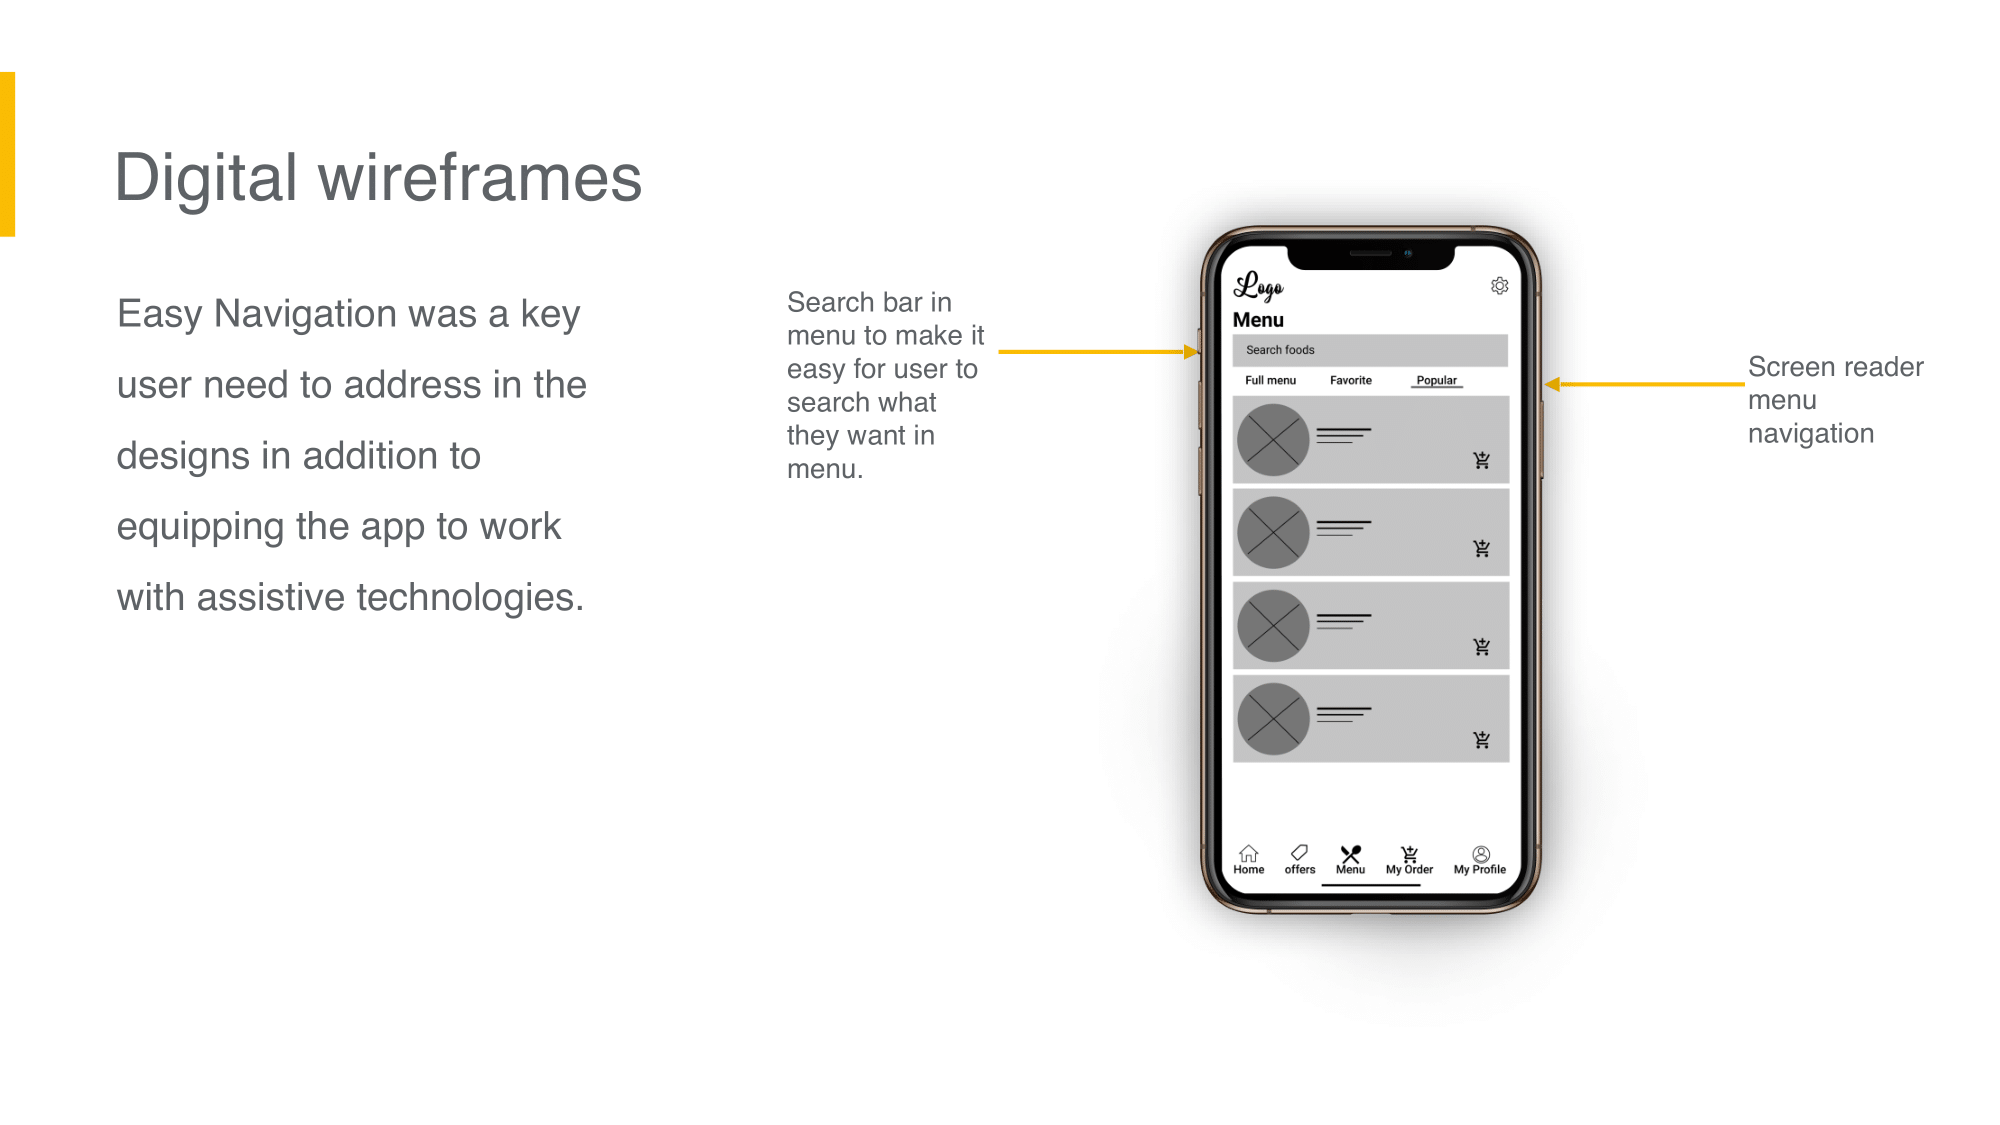 Digital wireframes
Easy Navigation was a key
user need to address in the
designs in addition to
equipping the app to work
with assistive technologies.
Search bar in
menu to make it
easy for user to
search what
they want in
menu.
Logo
Menu
Search foods
Full menu Favorite Popular
Home offers Menu My Order My Profile
Screen reader
menu
navigation